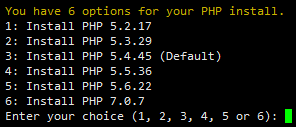 You have 6 options for your PHP install.
1: Install PHP 5.2.17
2: Install PHP 5.3.29
3: Install PHP 5.4.45 (Default)
4: Install PHP 5.5.36
5: Install PHP 5.6.22
6: Install PHP 7.0.7
Enter your choice (1, 2, 3, 4, 5 or 6):